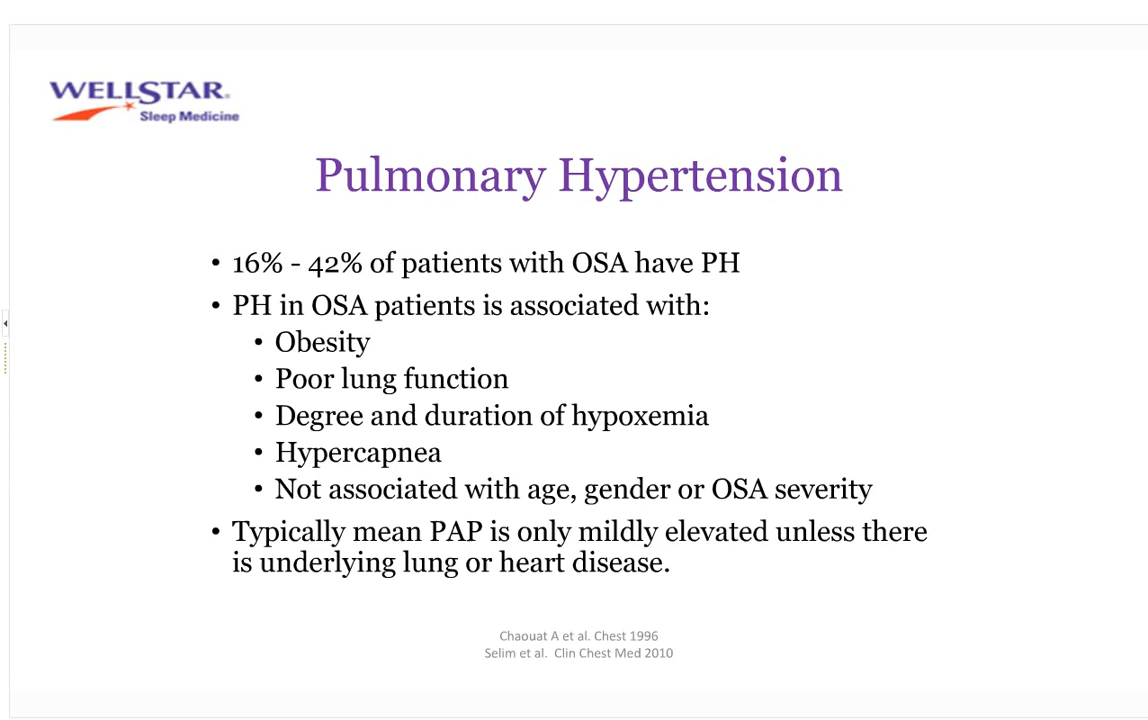 WELLSTAR®
Sleep Medicine
Pulmonary Hypertension
• 16% - 42% of patients with OSA have PH
• PH in OSA patients is associated with:
• Obesity
• Poor lung function
• Degree and duration of hypoxemia
• Hypercapnea
• Not associated with age, gender or OSA severity
• Typically mean PAP is only mildly elevated unless there
is underlying lung or heart disease.
Chaouat A et al. Chest 1996
Selim et al. Clin Chest Med 2010